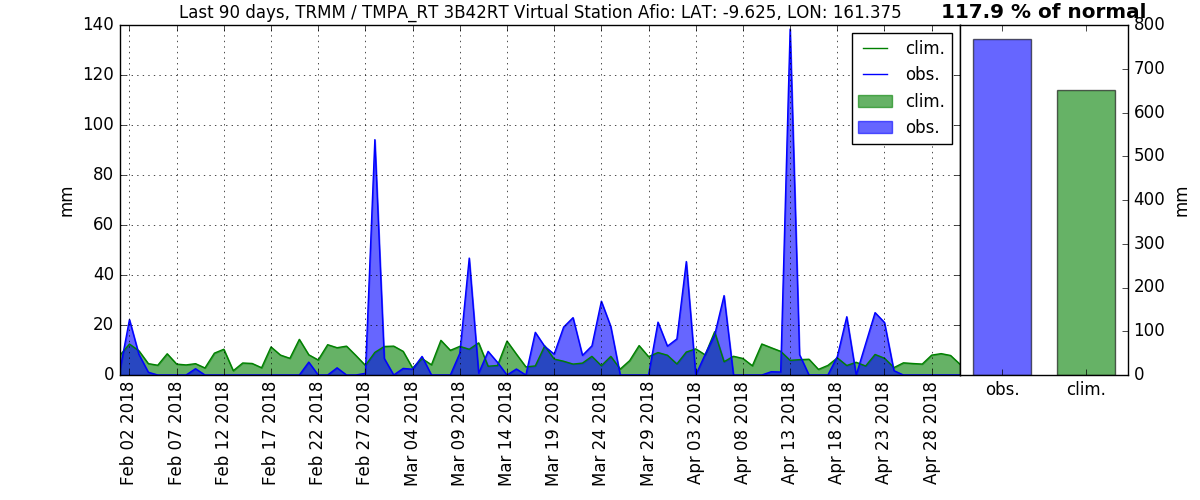 Last 90 days, TRMM / TMPA_RT 3B42RT Virtual Station Afio: LAT: -9.625, LON: 161.375
117.9 % of normal
140
120
100
80
60
40
20
0
mm
clim.
obs.
clim.
obs.
800
700
600
500
400
300
200
100
0
mm
Feb 02 2018
Feb 07 2018
Feb 12 2018
Feb 17 2018
Feb 22 2018
Feb 27 2018
Mar 04 2018
Mar 09 2018
Mar 14 2018
Mar 19 2018
Mar 24 2018
Mar 29 2018
Apr 03 2018
Apr 08 2018
Apr 13 2018
Apr 18 2018
Apr 23 2018
Apr 28 2018
obs.
clim.